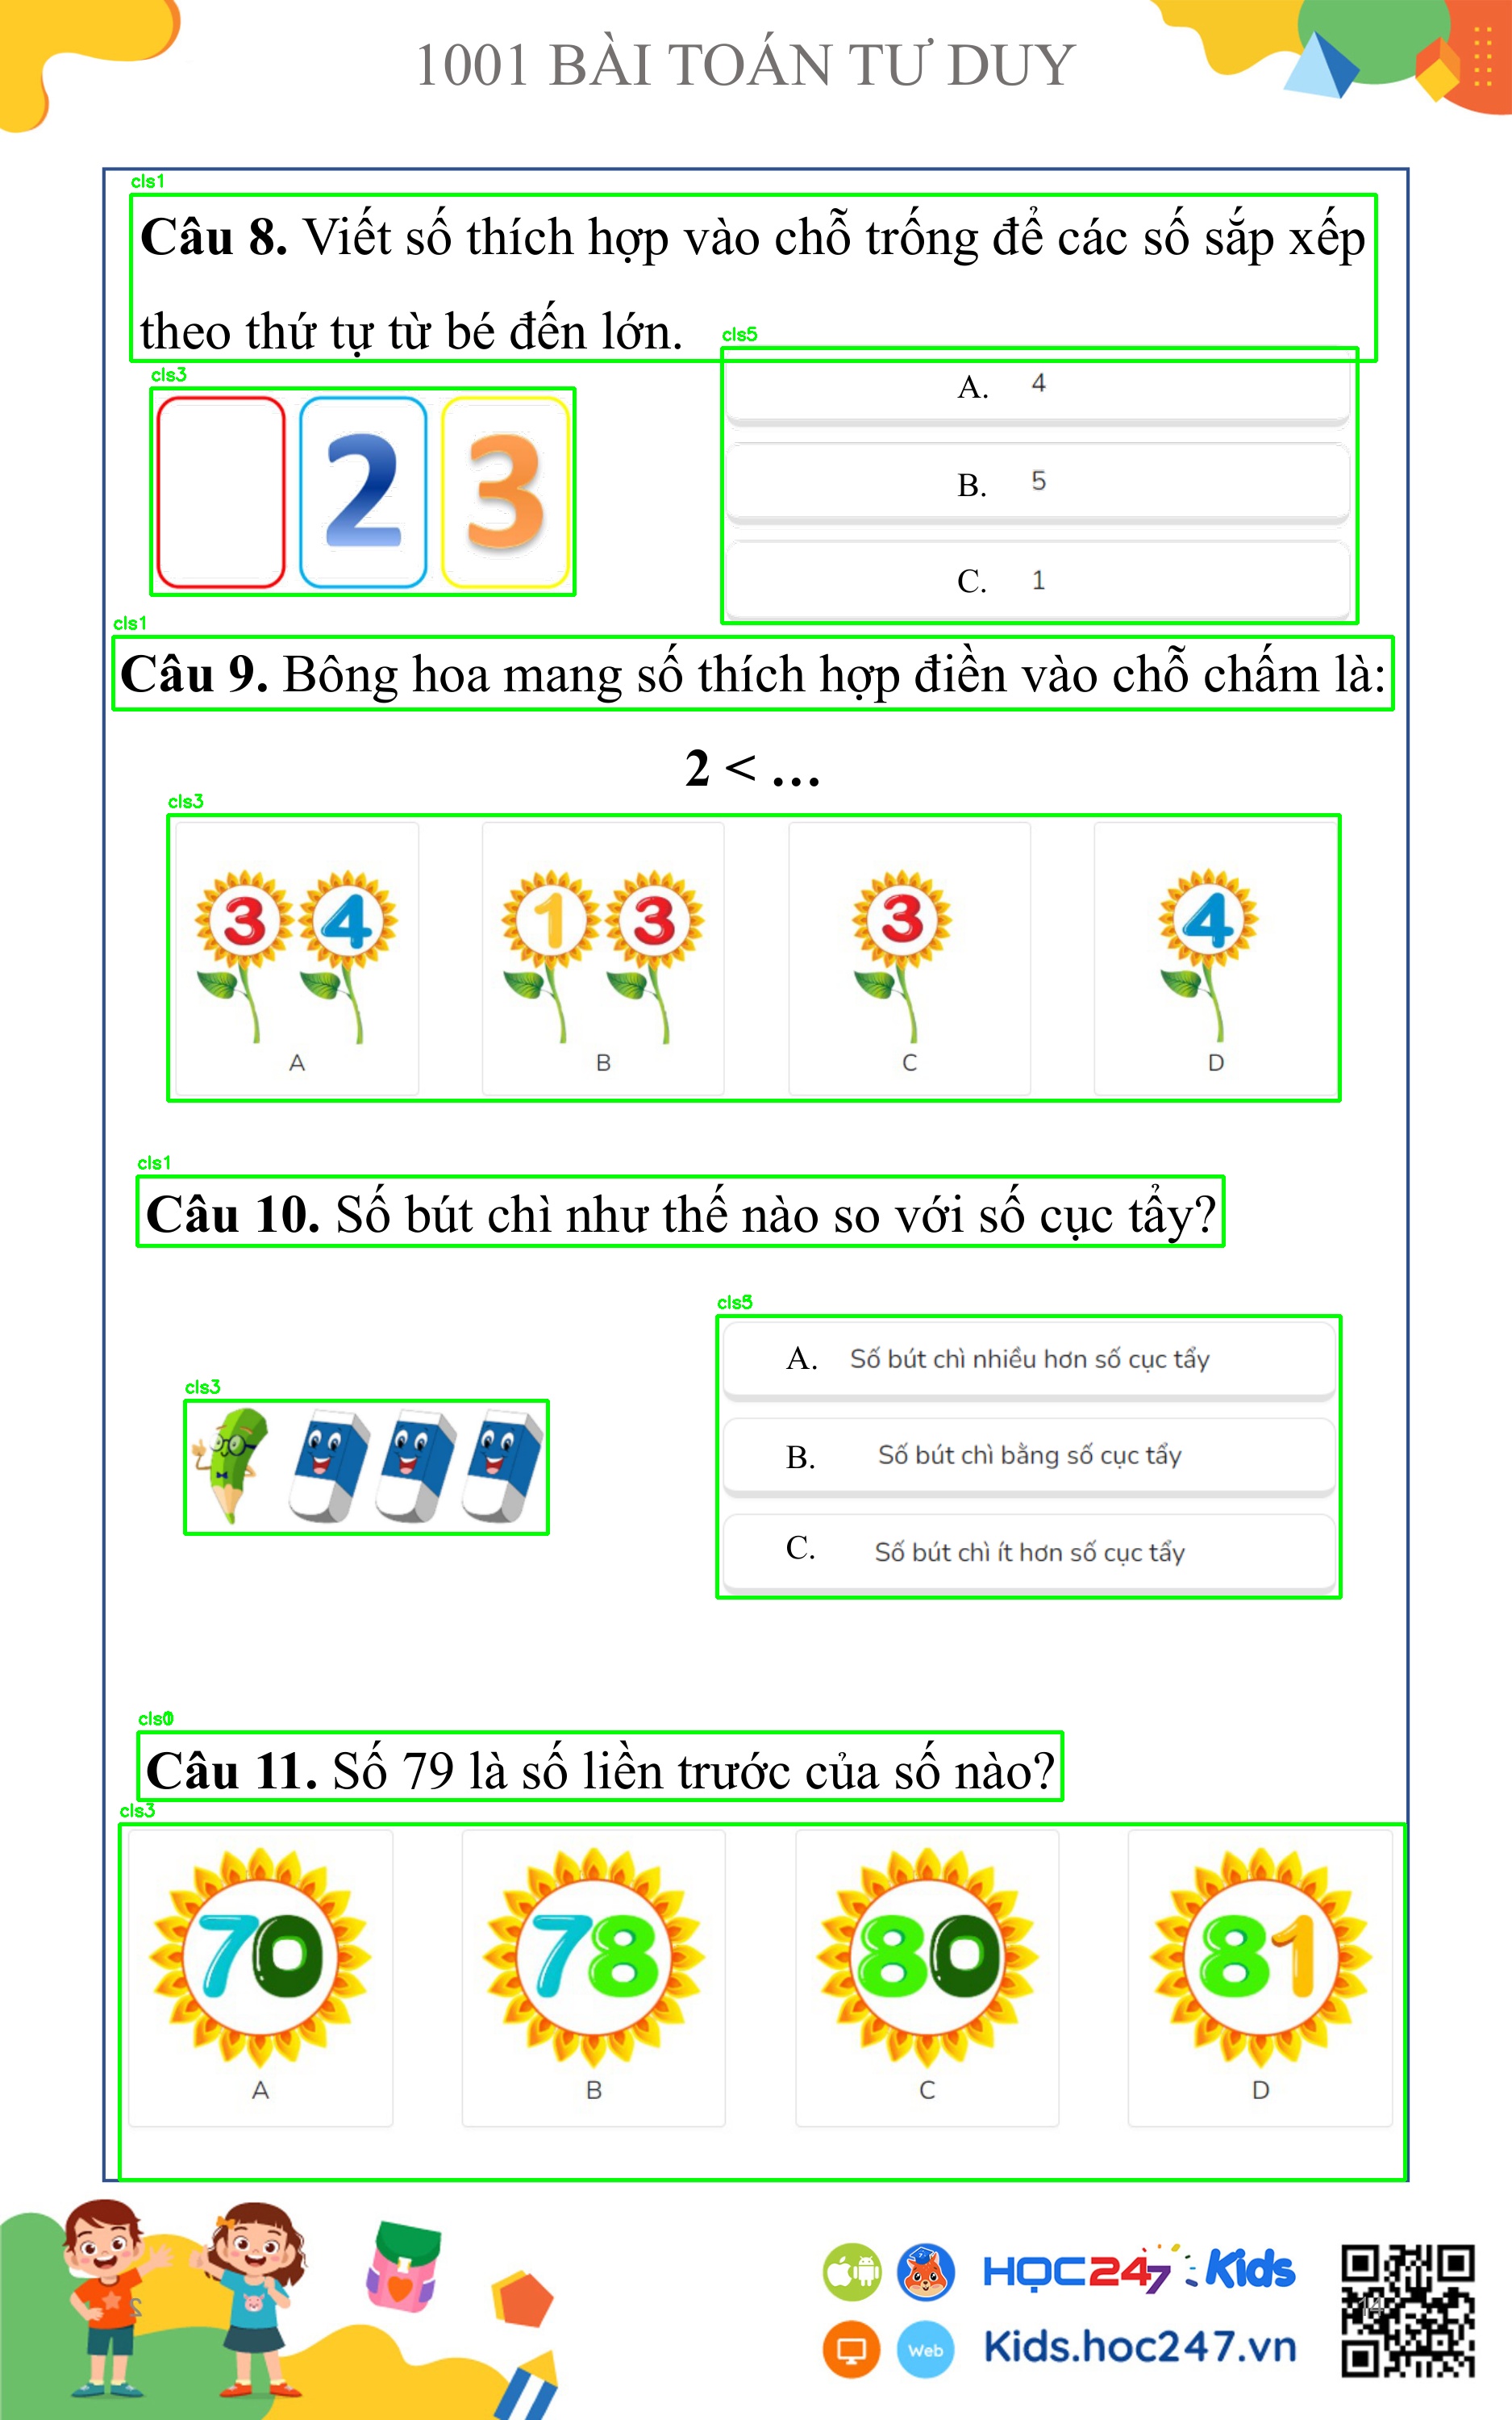 1001 BÀI TOÁN TƯ DUY
cls1
Câu 8. Viết số thích hợp vào chỗ trống để các số sắp xếp
theo thứ tự từ bé đến lớn.
cls5
cls3
2 3
A. 4
B. 5
C. 1
cls1
Câu 9. Bông hoa mang số thích hợp điền vào chỗ chấm là:
2 < ...
cls3
3 4 1 3 3 4
A B C D
cls1
Câu 10. Số bút chì như thế nào so với số cục tẩy?
cls5
A. Số bút chì nhiều hơn số cục tẩy
cls3
B. Số bút chì bằng số cục tẩy
C. Số bút chì ít hơn số cục tẩy
Câu 11. Số 79 là số liền trước của số nào?
cls3
70 78 80 81
A B C D
HỌC247 Kids
2
14
Web
Kids.hoc247.vn